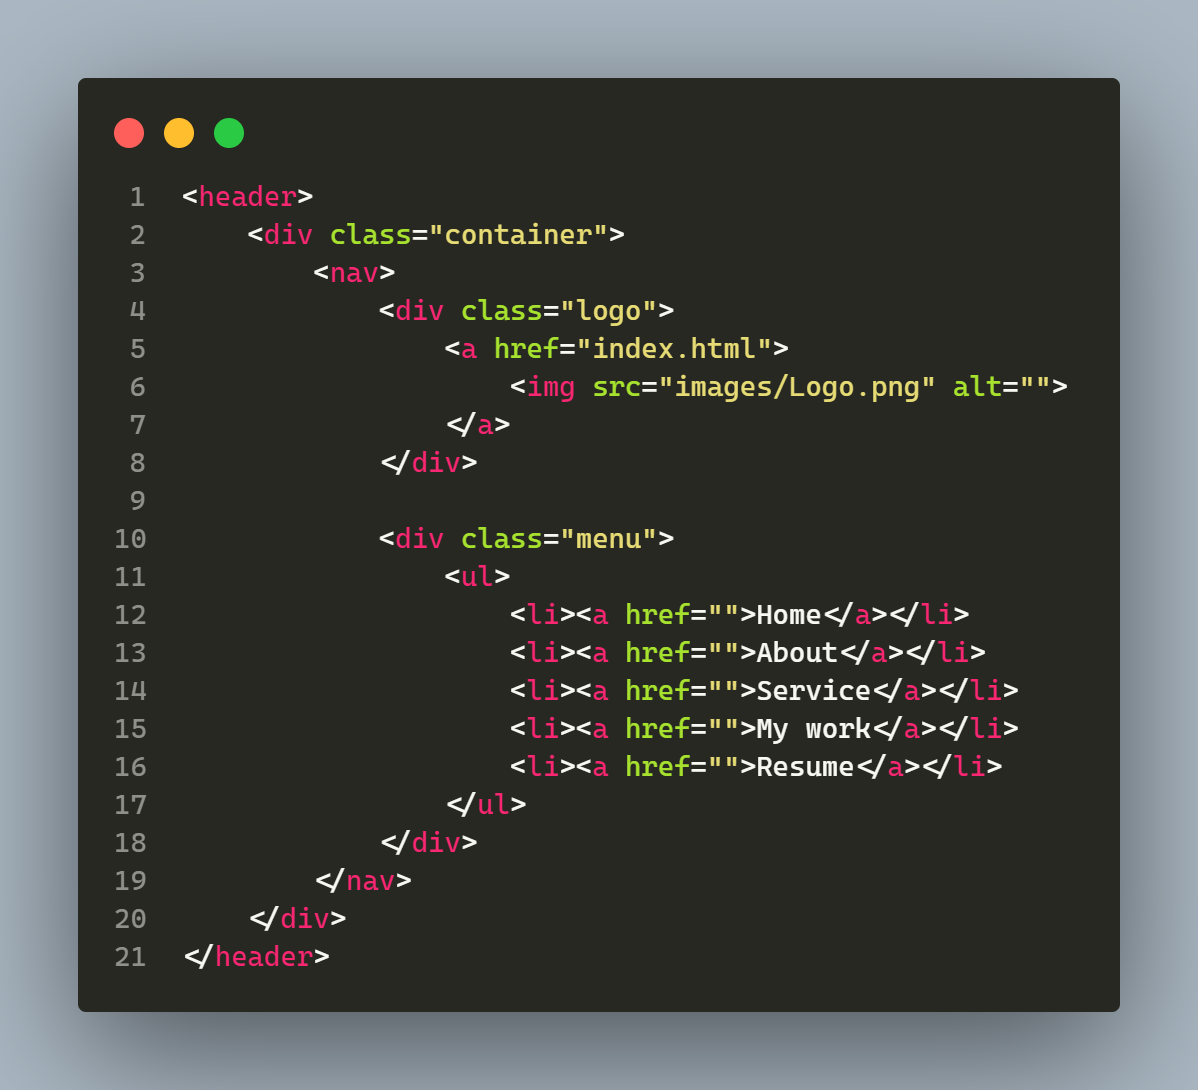 1 <header>
2     <div class="container">
3         <nav>
4             <div class="logo">
5                 <a href="index.html">
6                     <img src="images/Logo.png" alt="">
7                 </a>
8             </div>
9
10             <div class="menu">
11                 <ul>
12                     <li><a href="">Home</a></li>
13                     <li><a href="">About</a></li>
14                     <li><a href="">Service</a></li>
15                     <li><a href="">My work</a></li>
16                     <li><a href="">Resume</a></li>
17                 </ul>
18             </div>
19         </nav>
20     </div>
21 </header>